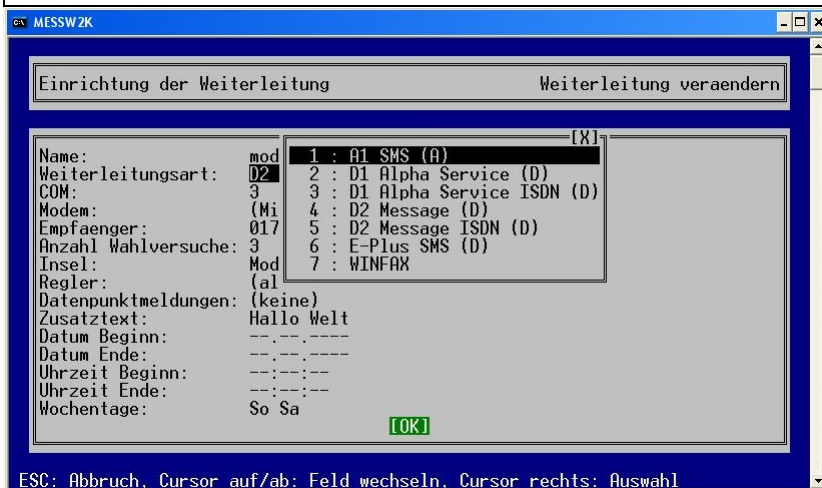 MESSW2K
Einrichtung der Weiterleitung Weiterleitung veraendern
[X]
Name: mod 1 : A1 SMS (A)
Weiterleitungsart: D2 2 : D1 Alpha Service (D)
COM: 3 3 : D1 Alpha Service ISDN (D)
Modem: (Mi 4 : D2 Message (D)
Empfaenger: 017 5 : D2 Message ISDN (D)
Anzahl Wahlversuche: 3 6 : E-Plus SMS (D)
Insel: Mod 7 : WINFAX
Regler: (al
Datenpunktmeldungen: (keine)
Zusatztext: Hallo Welt
Datum Beginn: --.--.----
Datum Ende: --.--.----
Uhrzeit Beginn: --:--:--
Uhrzeit Ende: --:--:--
Wochentage: So Sa
[OK]
ESC: Abbruch, Cursor auf/ab: Feld wechseln, Cursor rechts: Auswahl